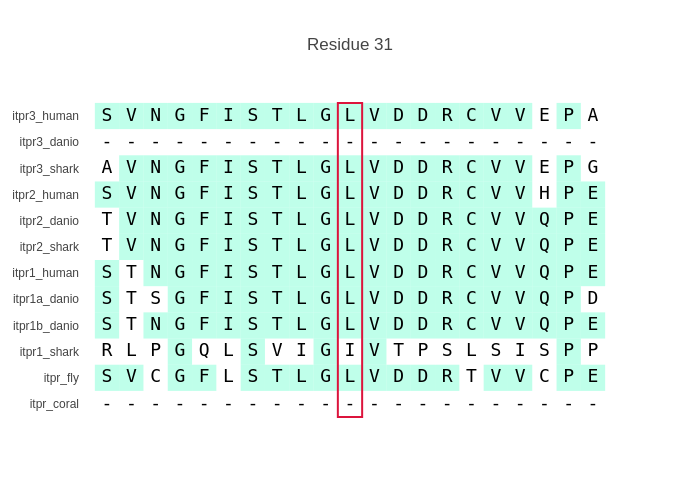 Residue 31
itpr3_human S V N G F I S T L G L V D D R C V V E P A
itpr3_danio - - - - - - - - - - - - - - - - - - - - -
itpr3_shark A V N G F I S T L G L V D D R C V V E P G
itpr2_human S V N G F I S T L G L V D D R C V V H P E
itpr2_danio T V N G F I S T L G L V D D R C V V Q P E
itpr2_shark T V N G F I S T L G L V D D R C V V Q P E
itpr1_human S T N G F I S T L G L V D D R C V V Q P E
itpr1a_danio S T S G F I S T L G L V D D R C V V Q P D
itpr1b_danio S T N G F I S T L G L V D D R C V V Q P E
itpr1_shark R L P G Q L S V I G I V T P S L S I S P P
itpr_fly S V C G F L S T L G L V D D R T V V C P E
itpr_coral - - - - - - - - - - - - - - - - - - - - -